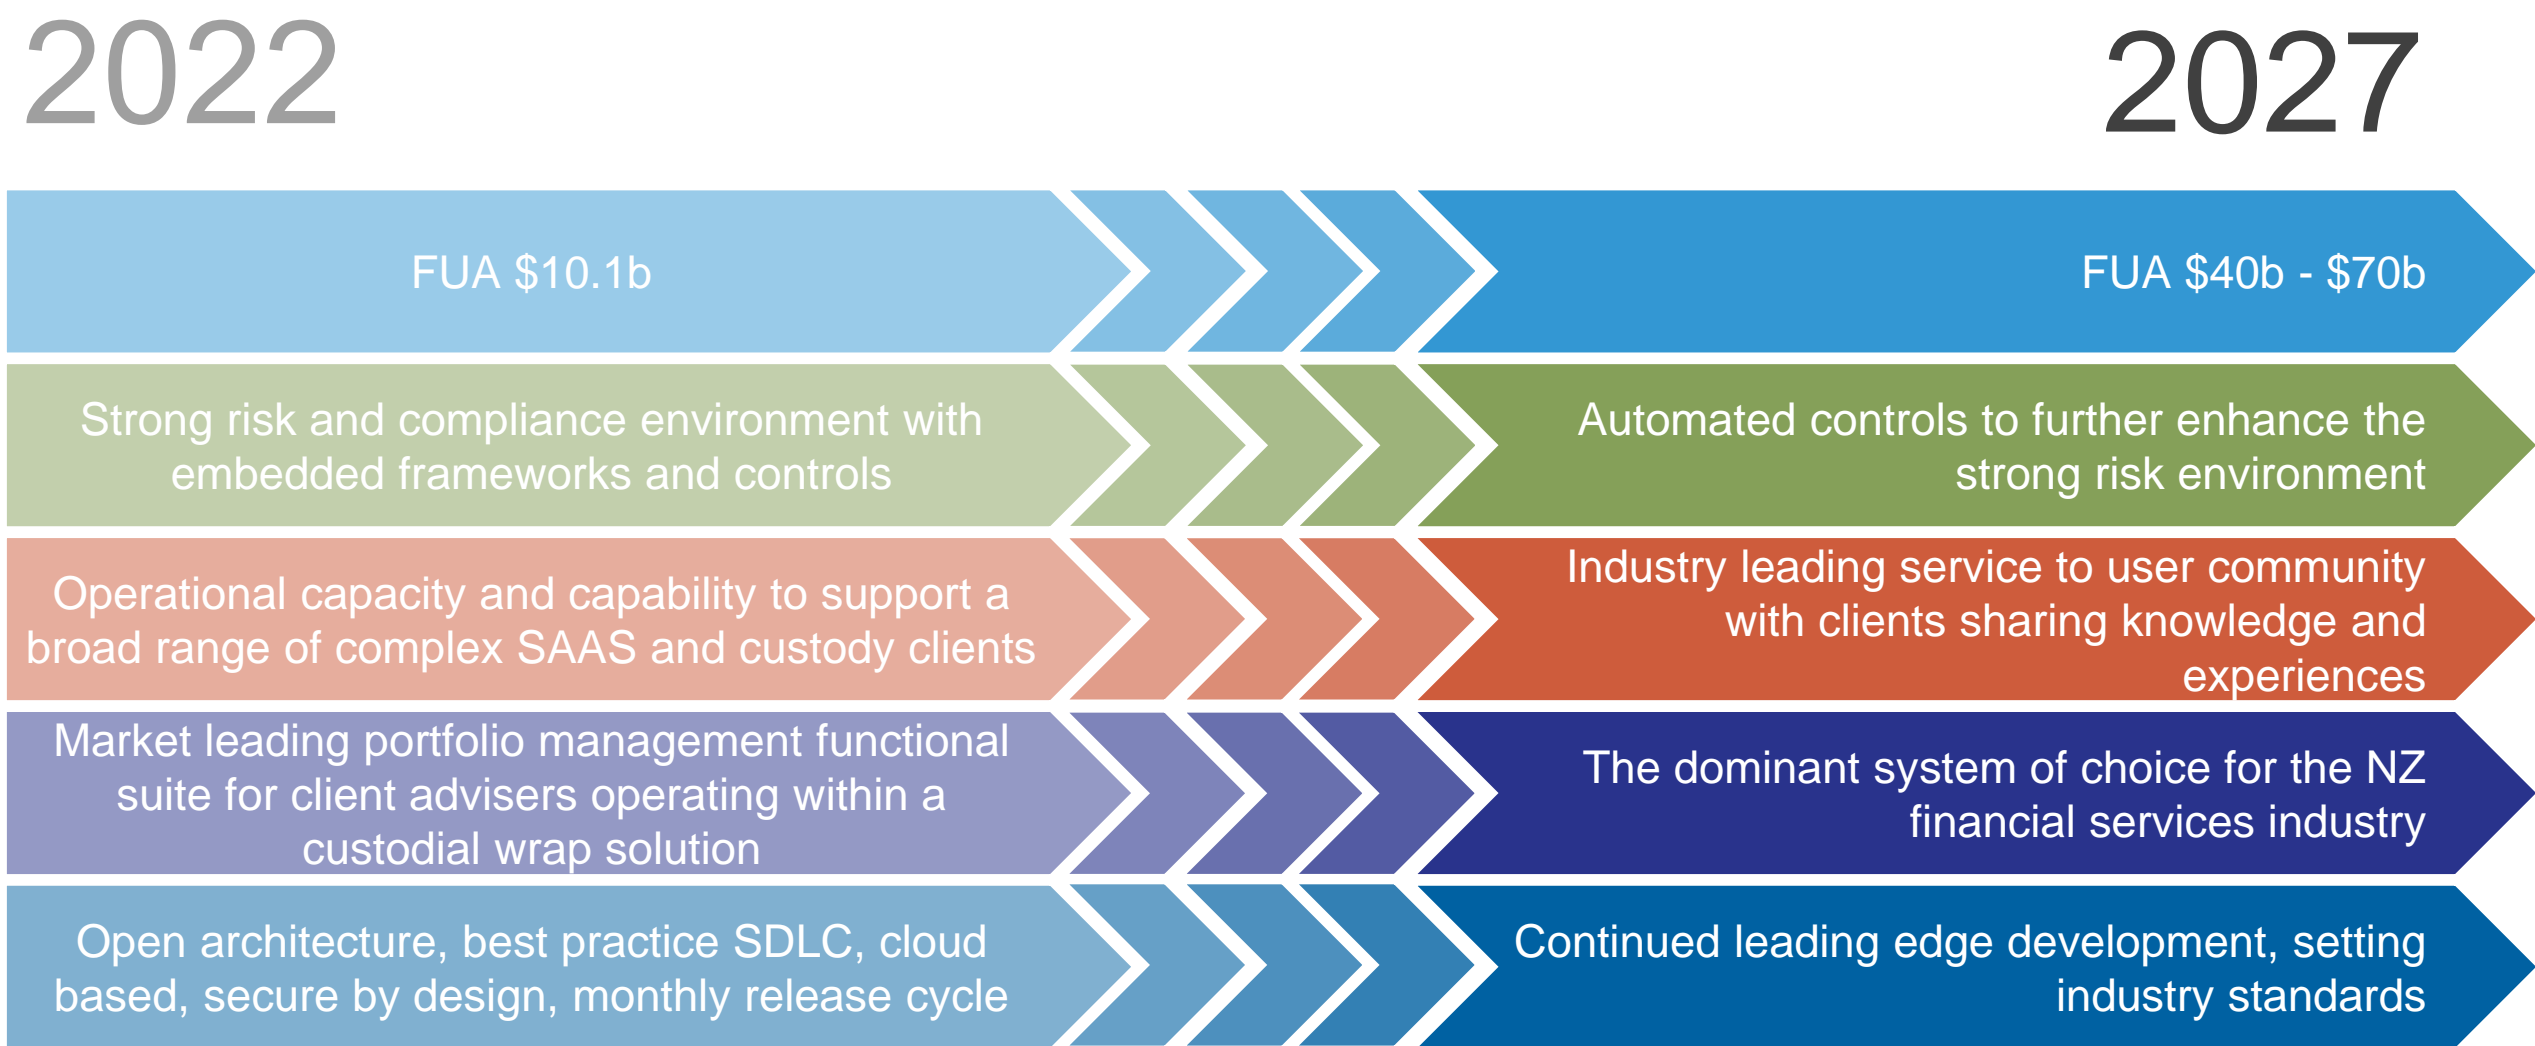 2022
2027
FUA $10.1b
FUA $40b - $70b
Strong risk and compliance environment with
embedded frameworks and controls
Automated controls to further enhance the
strong risk environment
Operational capacity and capability to support a
broad range of complex SAAS and custody clients
Industry leading service to user community
with clients sharing knowledge and
experiences
Market leading portfolio management functional
suite for client advisers operating within a
custodial wrap solution
The dominant system of choice for the NZ
financial services industry
Open architecture, best practice SDLC, cloud
based, secure by design, monthly release cycle
Continued leading edge development, setting
industry standards